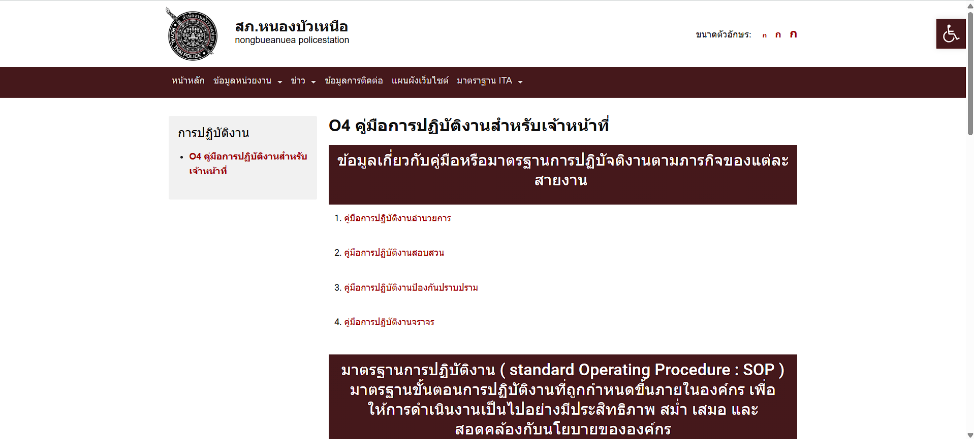 สภ.หนองบัวเหนือ
nongbueanuea policestation
ขนาดตัวอักษร: ก ก ก
หน้าหลัก ข้อมูลหน่วยงาน ข่าว ข้อมูลการติดต่อ แผนผังเว็บไซต์ มาตราฐาน ITA
การปฏิบัติงาน
O4 คู่มือการปฏิบัติงานสำหรับ
เจ้าหน้าที่
O4 คู่มือการปฏิบัติงานสำหรับเจ้าหน้าที่
ข้อมูลเกี่ยวกับคู่มือหรือมาตรฐานการปฏิบัจติงานตามภารกิจของแต่ละ
สายงาน
1. คู่มือการปฏิบัติงานอำนวยการ
2. คู่มือการปฏิบัติงานสอบสวน
3. คู่มือการปฏิบัติงานป้องกันปราบปราม
4. คู่มือการปฏิบัติงานจราจร
มาตรฐานการปฏิบัติงาน ( standard Operating Procedure : SOP )
มาตรฐานขั้นตอนการปฏิบัติงานที่ถูกกำหนดขึ้นภายในองค์กร เพื่อ
ให้การดำเนินงานเป็นไปอย่างมีประสิทธิภาพ สม่ำ เสมอ และ
สอดคล้องกับนโยบายขององค์กร